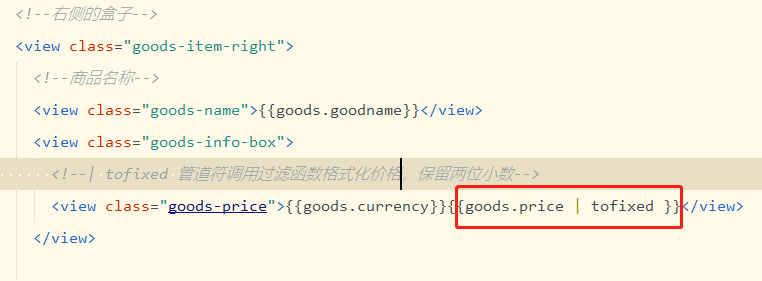 <!--右侧的盒子-->
<view class="goods-item-right">
<!--商品名称-->
<view class="goods-name">{{goods.goodname}}</view>
<view class="goods-info-box">
<!--| tofixed 管道符调用过滤函数格式化价格，保留两位小数-->
<view class="goods-price">{{goods.currency}}{{goods.price | tofixed }}</view>
</view>